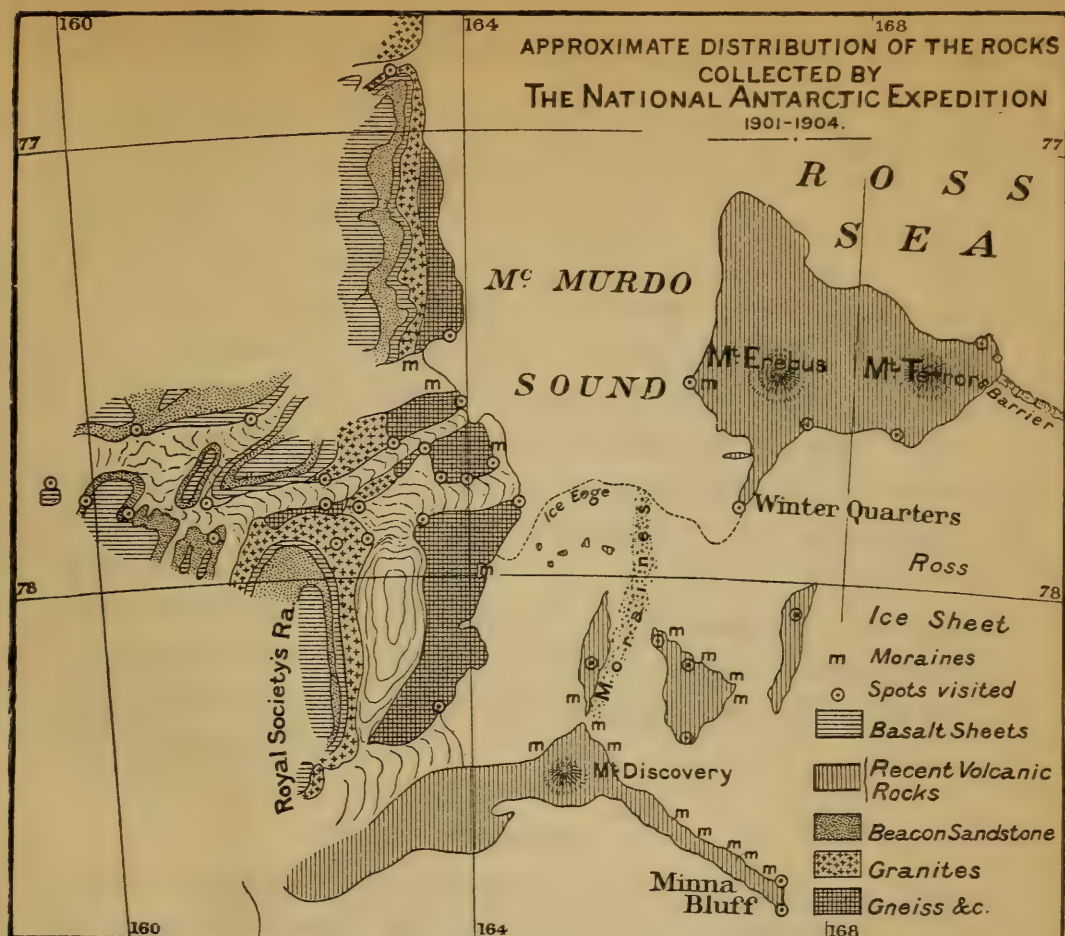 160
164
168
APPROXIMATE DISTRIBUTION OF THE ROCKS
COLLECTED BY
THE NATIONAL ANTARCTIC EXPEDITION
1901-1904.
77
77
ROSS
SEA
Mc MURDO
SOUND
m
m
m
Mt Erebus
Mt Terror
Barrier
m
Ice Edge
Winter Quarters
Moraines
m
Ross
78
78
Ice Sheet
m Moraines
Spots visited
Basalt Sheets
Recent Volcanic
Rocks
Beacon Sandstone
Granites
Gneiss &c.
Royal Society's Ra.
m
m
m
m
m
m
m
m
Mt Discovery
m
m
m
m
m
Minna
Bluff
160
164
168